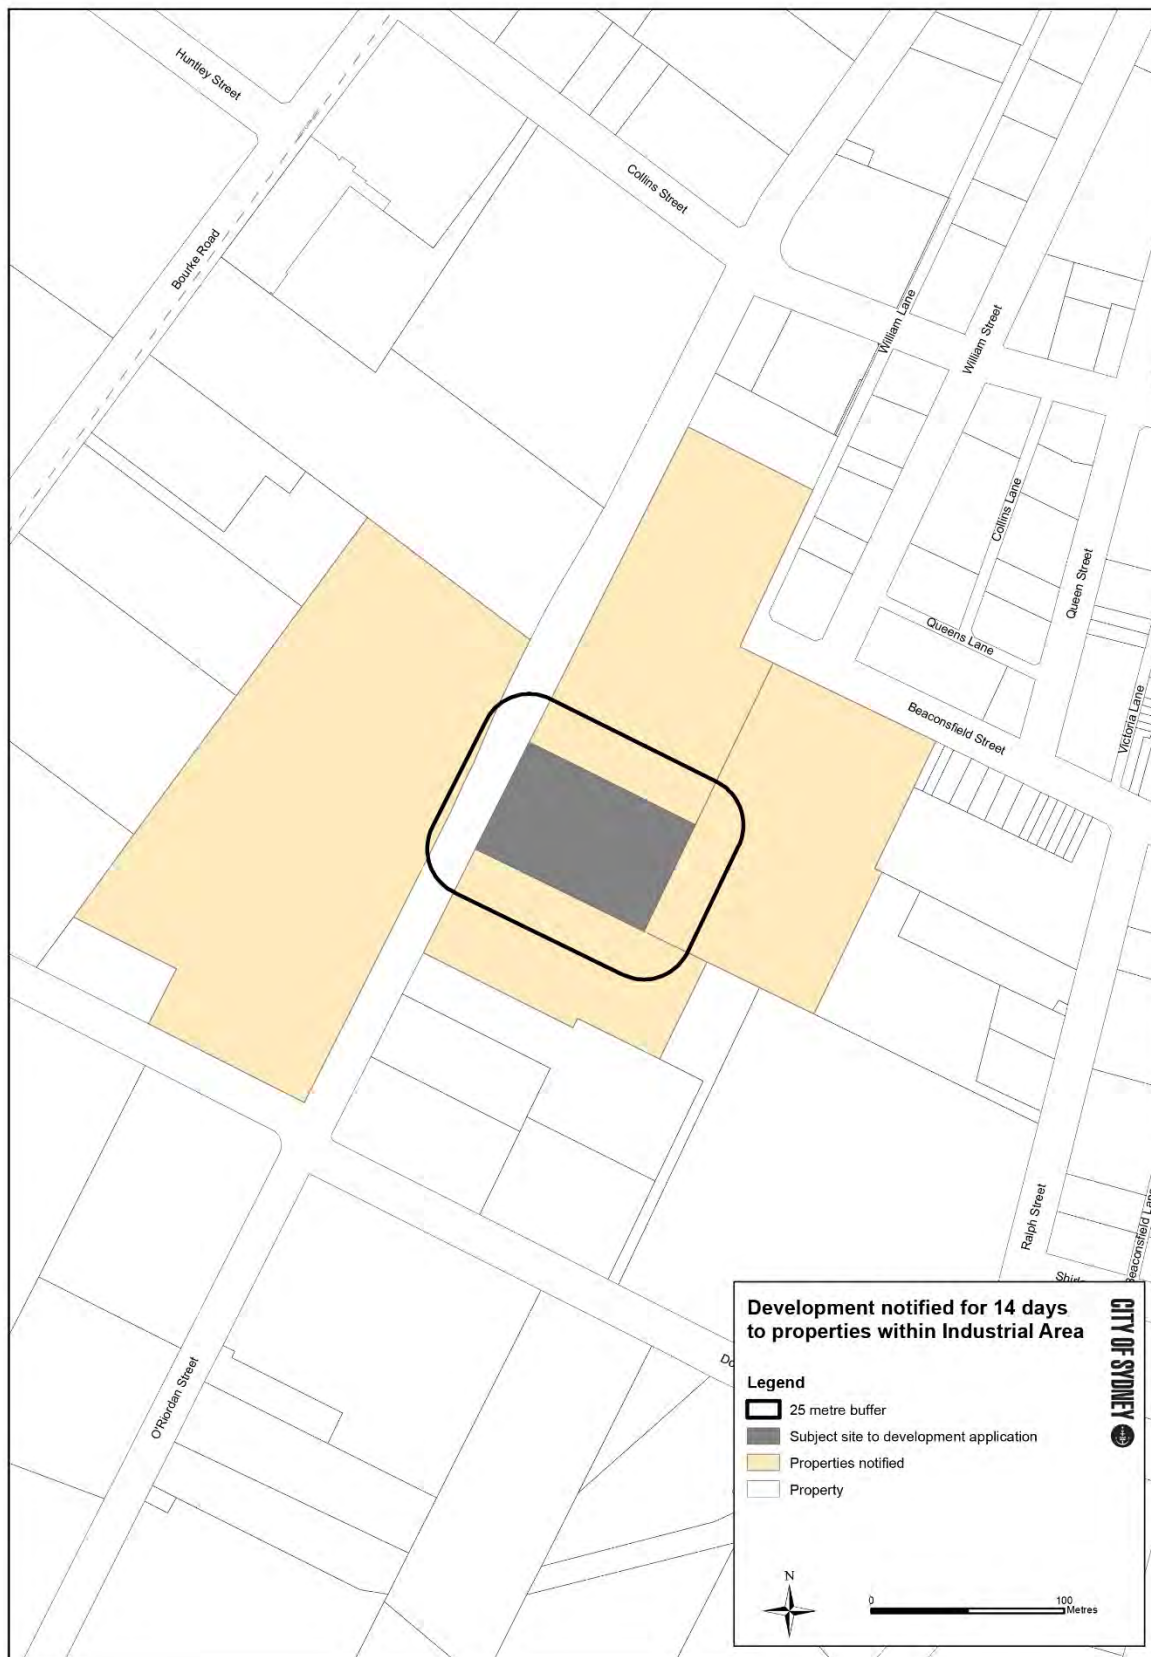 Huntley Street
Collins Street
Bourke Road
William Lane
William Street
Collins Lane
Queen Street
Queens Lane
Victoria Lane
Beaconsfield Street
Ralph Street
Beaconsfield Lane
O'Riordan Street
Development notified for 14 days
to properties within Industrial Area
CITY OF SYDNEY
Legend
25 metre buffer
Subject site to development application
Properties notified
Property
N
0
100
Metres